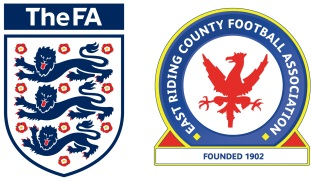 TheFA
EAST RIDING COUNTY FOOTBALL ASSOCIATION
FOUNDED 1902